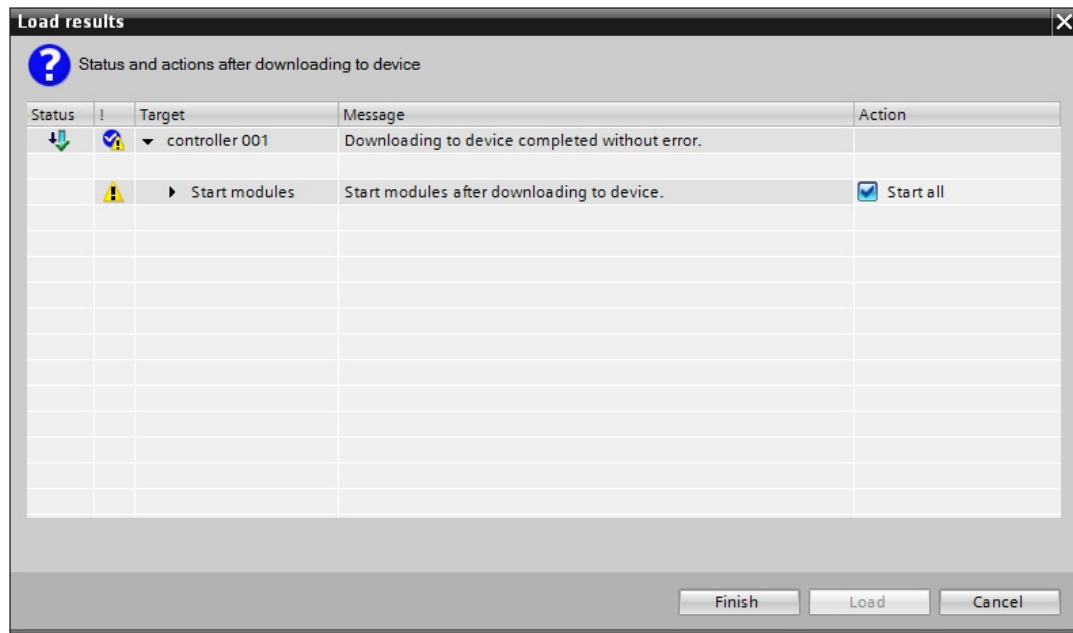 Load results
Status and actions after downloading to device
Status ! Target Message Action
controller 001 Downloading to device completed without error.
Start modules Start modules after downloading to device. Start all
Finish Load Cancel